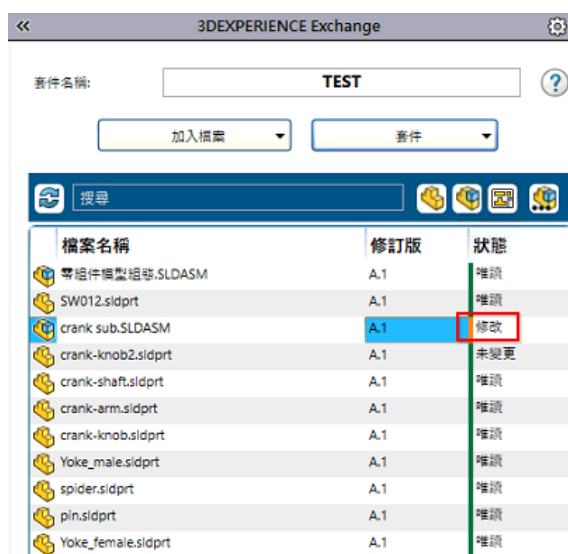 3DEXPERIENCE Exchange
套件名稱: TEST
加入檔案 套件
搜尋
檔案名稱 修訂版 狀態
零組件模型組態.SLDASM A.1 唯讀
SW012.sldprt A.1 唯讀
crank sub.SLDASM A.1 修改
crank-knob2.sldprt A.1 未變更
crank-shaft.sldprt A.1 唯讀
crank-arm.sldprt A.1 唯讀
crank-knob.sldprt A.1 唯讀
Yoke_male.sldprt A.1 唯讀
spider.sldprt A.1 唯讀
pin.sldprt A.1 唯讀
Yoke_female.sldprt A.1 唯讀